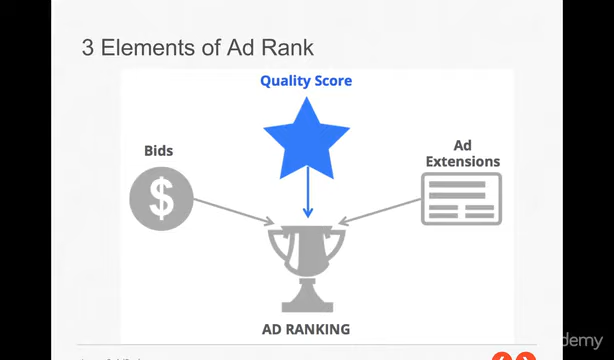 3 Elements of Ad Rank
Quality Score
Bids
Ad
Extensions
$
AD RANKING